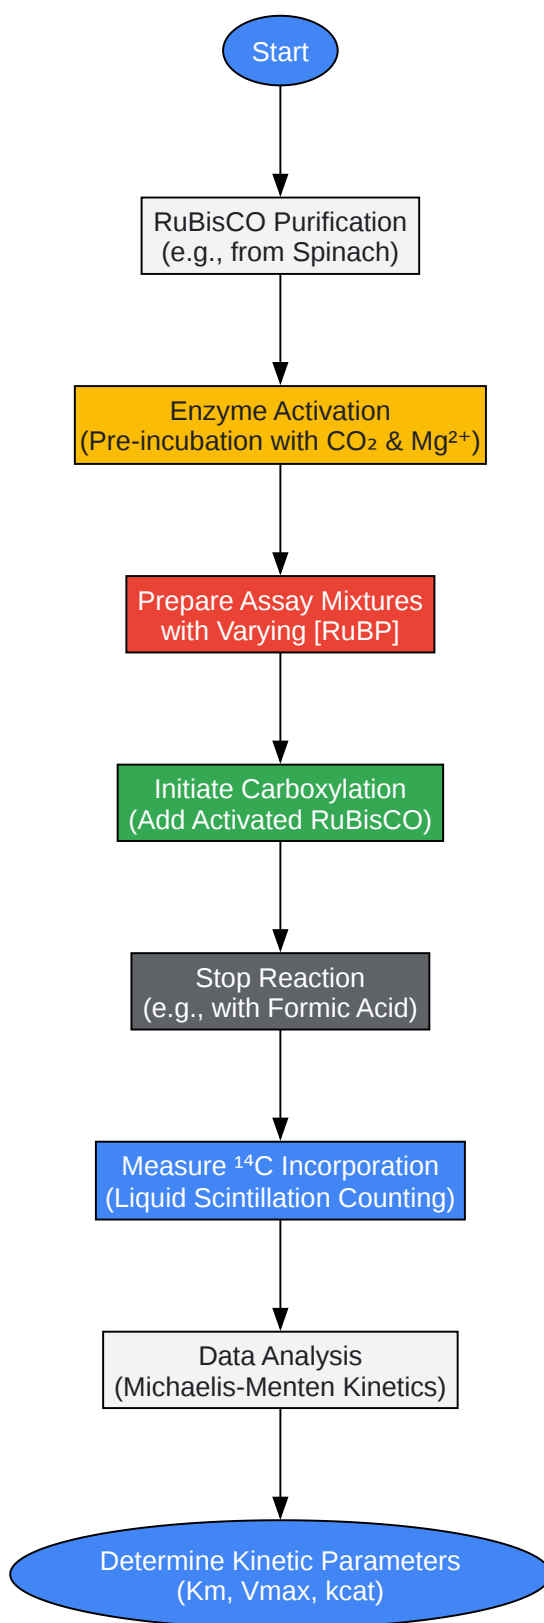 Start
RuBisCO Purification
(e.g., from Spinach)
Enzyme Activation
(Pre-incubation with CO₂ & Mg²⁺)
Prepare Assay Mixtures
with Varying [RuBP]
Initiate Carboxylation
(Add Activated RuBisCO)
Stop Reaction
(e.g., with Formic Acid)
Measure ¹⁴C Incorporation
(Liquid Scintillation Counting)
Data Analysis
(Michaelis-Menten Kinetics)
Determine Kinetic Parameters
(Km, Vmax, kcat)